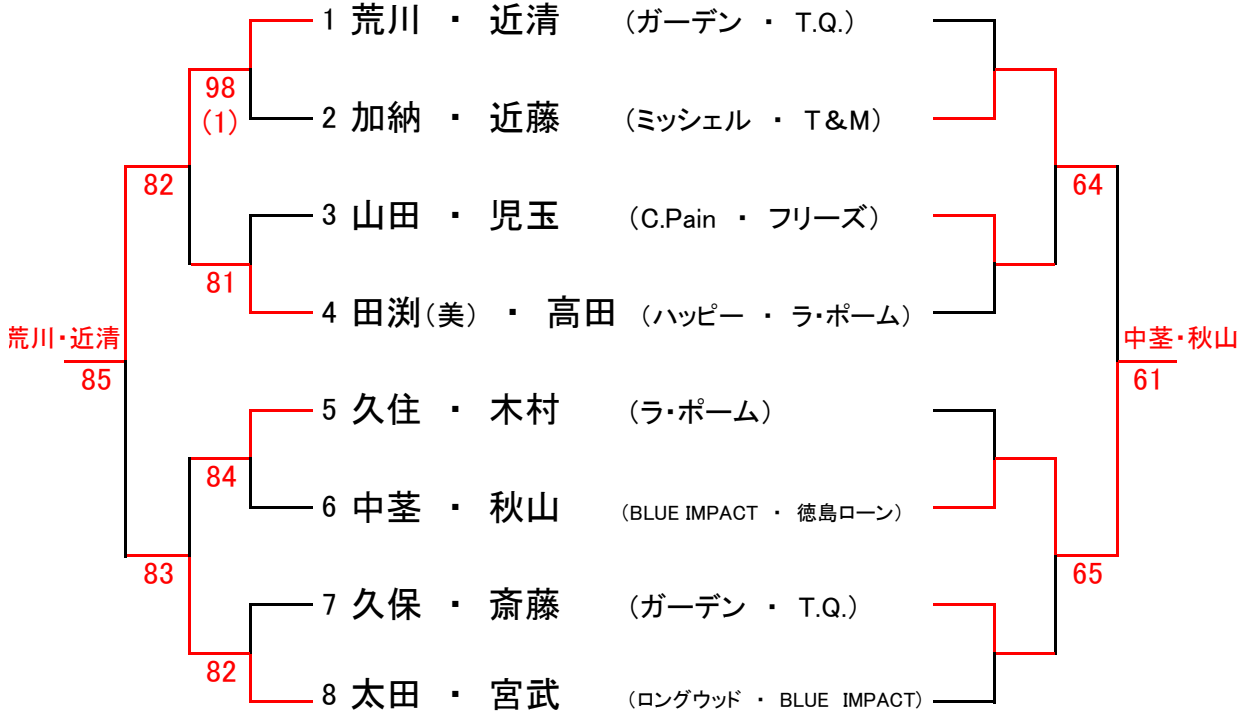 1 荒川 ・ 近清 (ガーデン ・ T.Q.)
98
(1)
2 加納 ・ 近藤 (ミッシェル ・ T&M)
82
64
3 山田 ・ 児玉 (C.Pain ・ フリーズ)
81
4 田渕(美) ・ 高田 (ハッピー ・ ラ・ポーム)
荒川・近清
中茎・秋山
85
61
5 久住 ・ 木村 (ラ・ポーム)
84
6 中茎 ・ 秋山 (BLUE IMPACT ・ 徳島ローン)
83
65
7 久保 ・ 斎藤 (ガーデン ・ T.Q.)
82
8 太田 ・ 宮武 (ロングウッド ・ BLUE IMPACT)